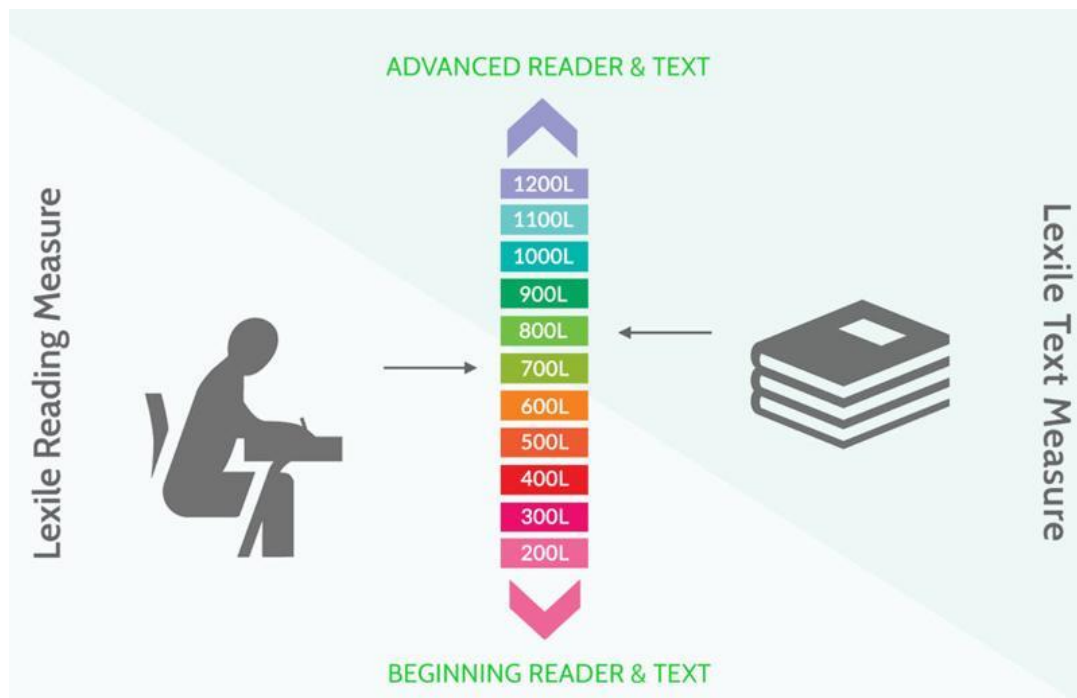 ADVANCED READER & TEXT
Lexile Reading Measure
1200L
1100L
1000L
900L
800L
700L
600L
500L
400L
300L
200L
Lexile Text Measure
BEGINNING READER & TEXT